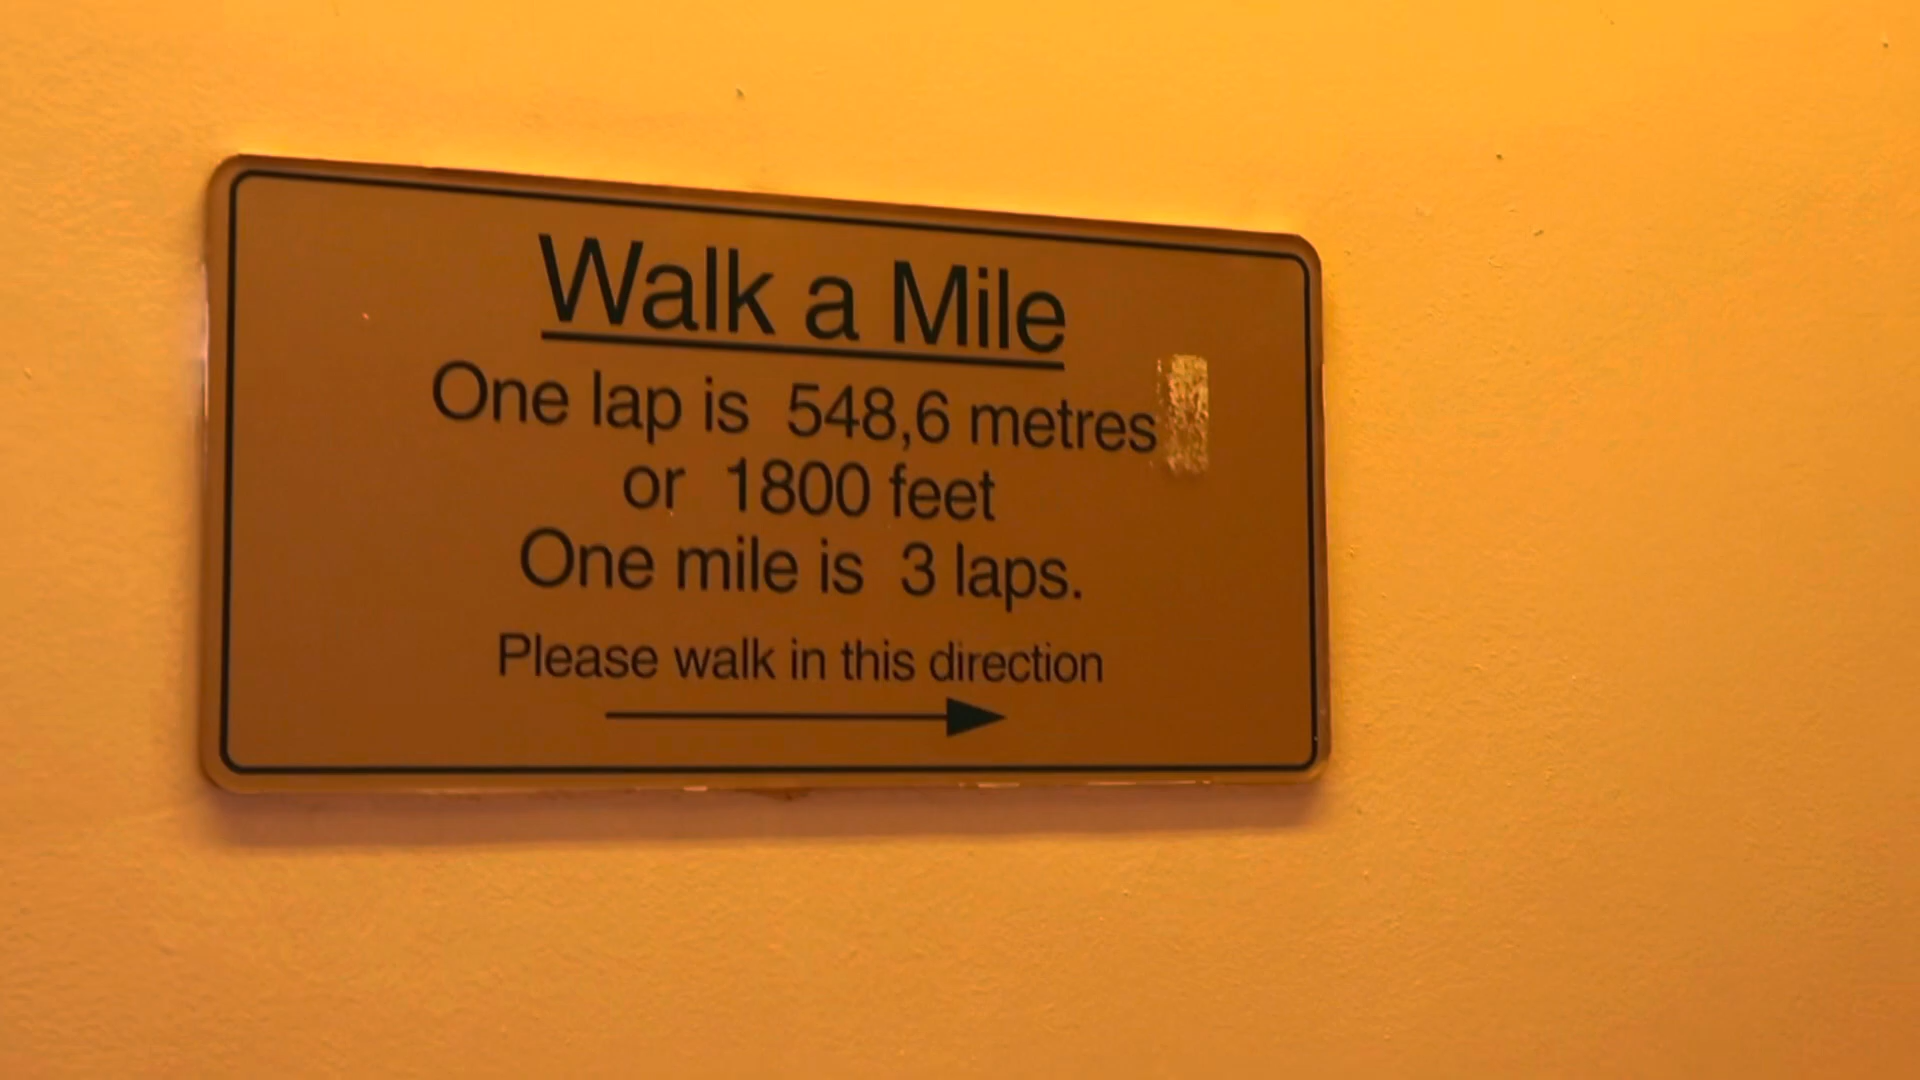 Walk a Mile
One lap is 548,6 metres
or 1800 feet
One mile is 3 laps.
Please walk in this direction